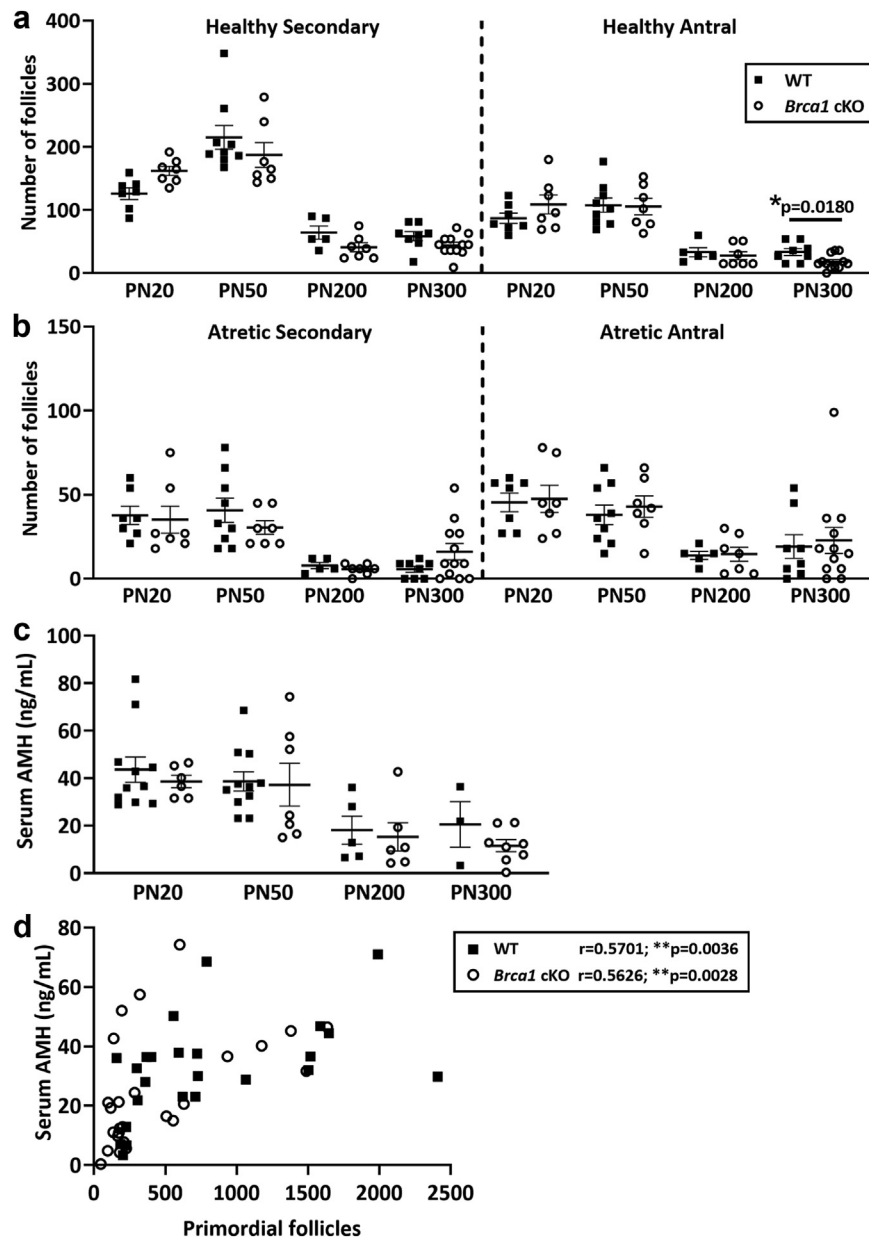 a
Healthy Secondary
Healthy Antral
Number of follicles
400
300
200
100
0
WT
Brca1 cKO
*p=0.0180
PN20 PN50 PN200 PN300 PN20 PN50 PN200 PN300
b
Atretic Secondary
Atretic Antral
Number of follicles
150
100
50
0
PN20 PN50 PN200 PN300 PN20 PN50 PN200 PN300
c
Serum AMH (ng/mL)
100
80
60
40
20
0
PN20 PN50 PN200 PN300
d
Serum AMH (ng/mL)
80
60
40
20
0
WT r=0.5701; **p=0.0036
Brca1 cKO r=0.5626; **p=0.0028
0 500 1000 1500 2000 2500
Primordial follicles